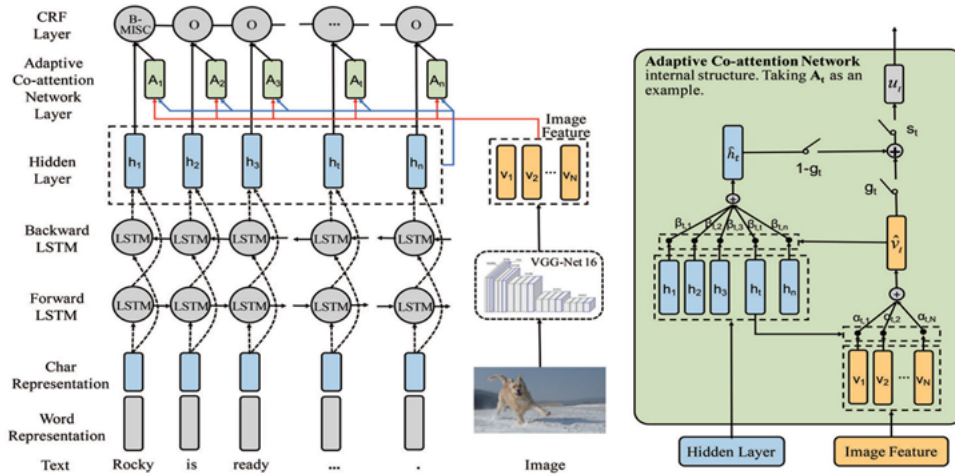 CRF
Layer
B-
MISC
O
O
...
O
Adaptive
Co-attention
Network
Layer
A1
A2
A3
At
An
Image
Feature
Hidden
Layer
h1
h2
h3
ht
hn
v1
v2
...
vN
Backward
LSTM
LSTM
LSTM
LSTM
LSTM
LSTM
VGG-Net 16
Forward
LSTM
LSTM
LSTM
LSTM
LSTM
LSTM
Char
Representation
Word
Representation
Text
Rocky
is
ready
...
.
Image
Adaptive Co-attention Network
internal structure. Taking At as an
example.
ut
st
ĥt
1-gt
gt
βt,1
βt,2
βt,3
βt,t
βt,n
v̂t
h1
h2
h3
ht
hn
αt,1
αt,2
αt,N
v1
v2
...
vN
Hidden Layer
Image Feature